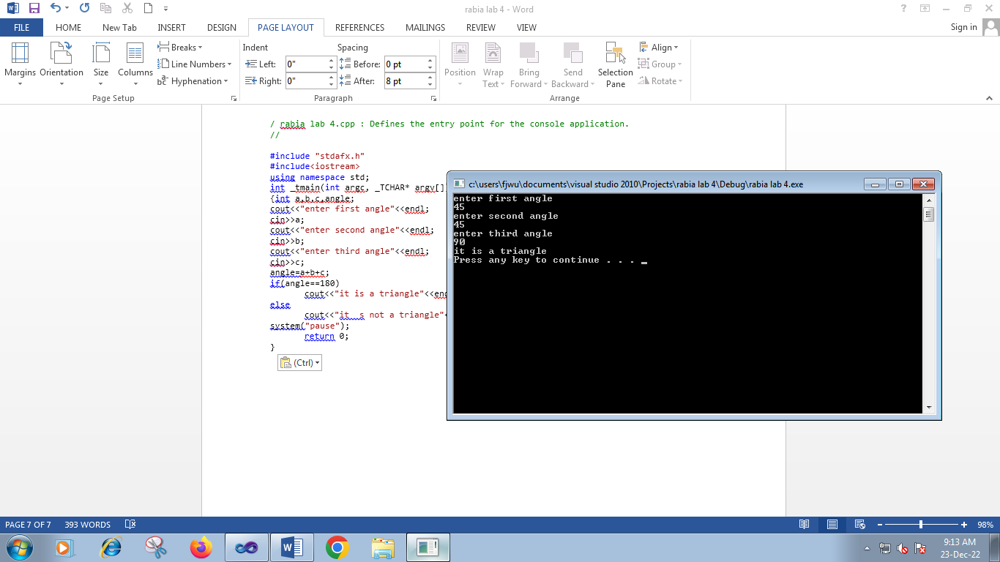 rabia lab 4 - Word
FILE HOME New Tab INSERT DESIGN PAGE LAYOUT REFERENCES MAILINGS REVIEW VIEW Sign in
Margins Orientation Size Columns
Breaks
Line Numbers
Hyphenation
Page Setup
Indent Spacing
Left: 0" Before: 0 pt
Right: 0" After: 8 pt
Paragraph
Position Wrap Text Bring Forward Send Backward Selection Pane
Align
Group
Rotate
Arrange
/ rabia lab 4.cpp : Defines the entry point for the console application.
//
#include "stdafx.h"
#include<iostream>
using namespace std;
int _tmain(int argc, _TCHAR* argv[]
{int a,b,c,angle;
cout<<"enter first angle"<<endl;
cin>>a;
cout<<"enter second angle"<<endl;
cin>>b;
cout<<"enter third angle"<<endl;
cin>>c;
angle=a+b+c;
if(angle==180)
cout<<"it is a triangle"<<en
else
cout<<"it  s not a triangle"<
system("pause");
return 0;
}
(Ctrl)
c:\users\fjwu\documents\visual studio 2010\Projects\rabia lab 4\Debug\rabia lab 4.exe
enter first angle
45
enter second angle
45
enter third angle
90
it is a triangle
Press any key to continue . . . _
PAGE 7 OF 7 393 WORDS 98%
9:13 AM
23-Dec-22